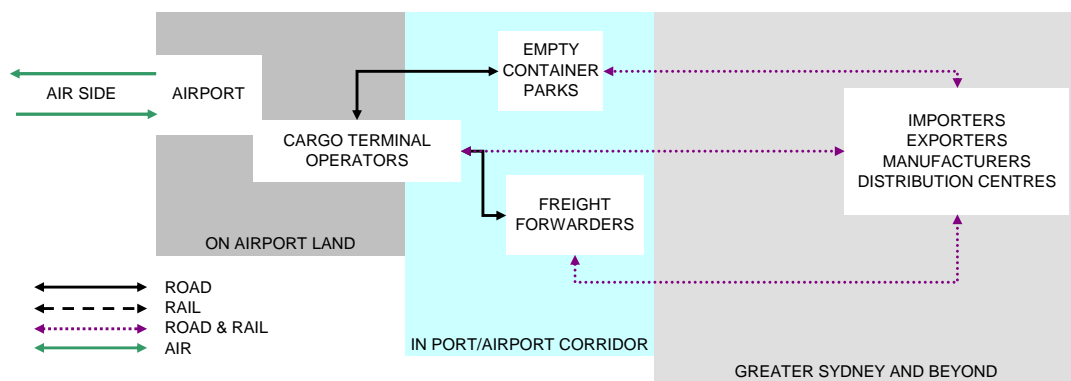 EMPTY
CONTAINER
PARKS
AIR SIDE
AIRPORT
IMPORTERS
EXPORTERS
MANUFACTURERS
DISTRIBUTION CENTRES
CARGO TERMINAL
OPERATORS
FREIGHT
FORWARDERS
ON AIRPORT LAND
ROAD
RAIL
ROAD & RAIL
AIR
IN PORT/AIRPORT CORRIDOR
GREATER SYDNEY AND BEYOND